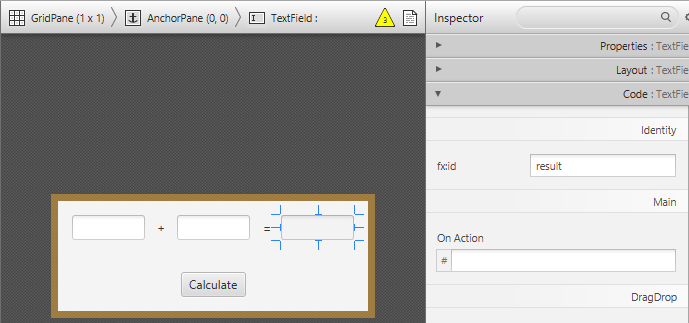 GridPane (1 x 1) AnchorPane (0, 0) TextField : 3
Inspector
Properties : TextFie
Layout : TextFie
Code : TextFie
Identity
fx:id result
Main
On Action
#
DragDrop
+ =
Calculate